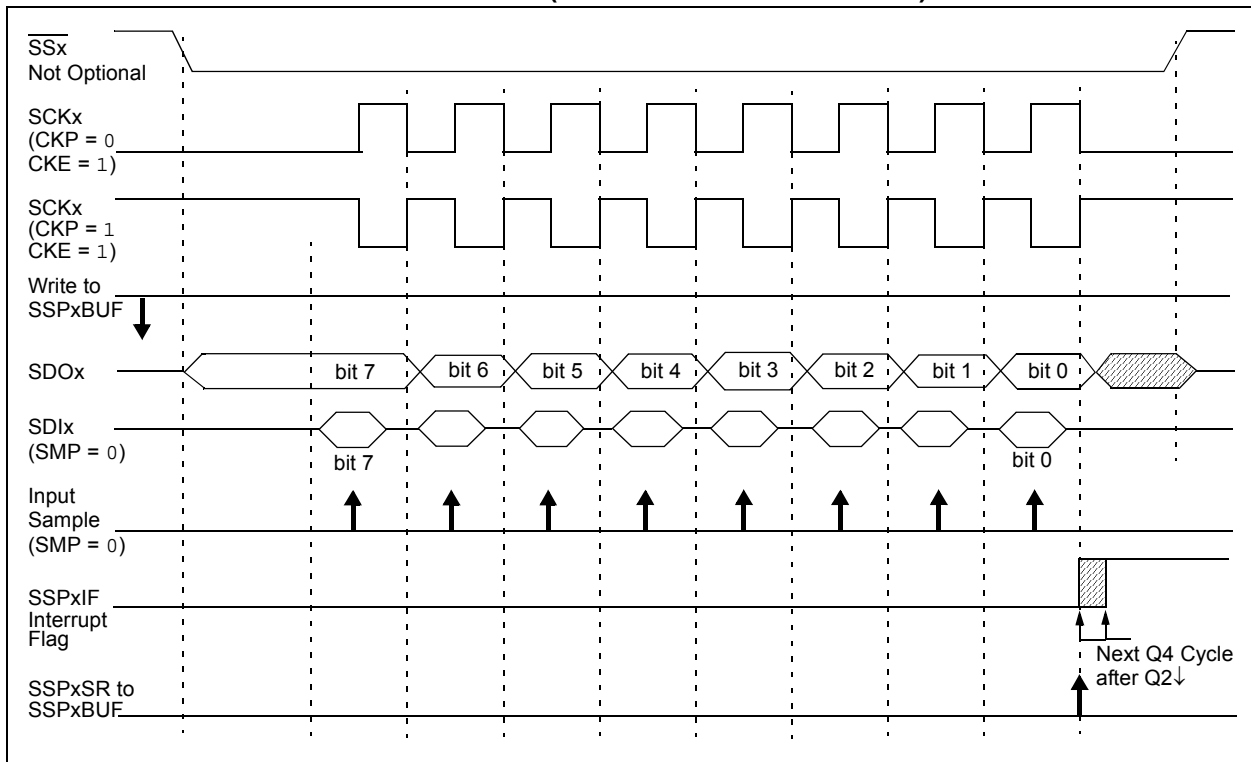 SSx
Not Optional
SCKx
(CKP = 0
CKE = 1)
SCKx
(CKP = 1
CKE = 1)
Write to
SSPxBUF
SDOx
bit 7
bit 6
bit 5
bit 4
bit 3
bit 2
bit 1
bit 0
SDIx
(SMP = 0)
bit 7
bit 0
Input
Sample
(SMP = 0)
SSPxIF
Interrupt
Flag
Next Q4 Cycle
after Q2↓
SSPxSR to
SSPxBUF